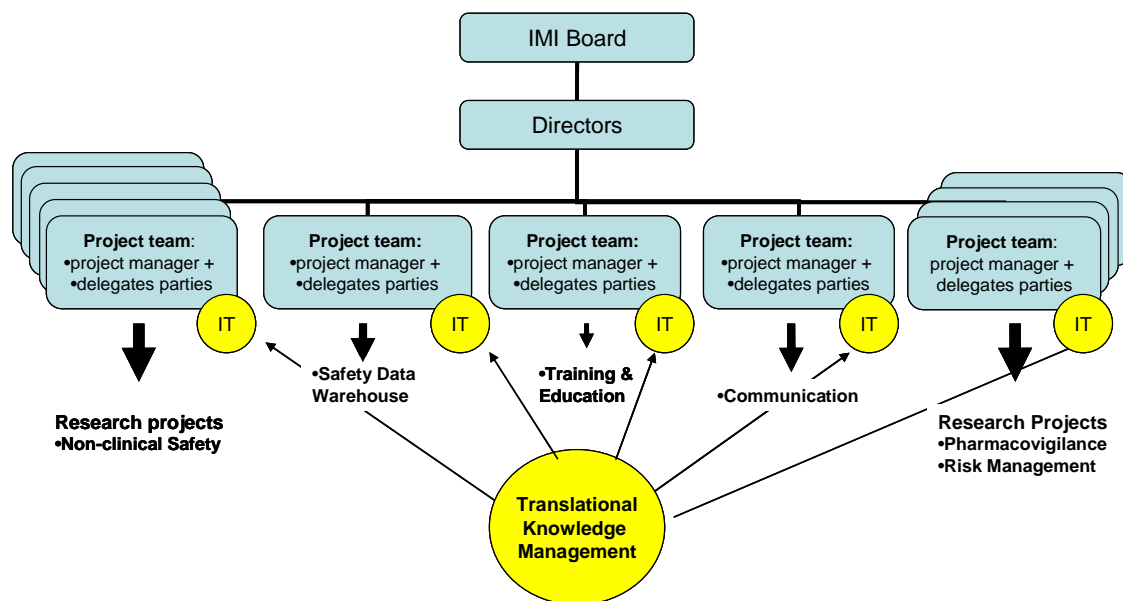 IMI Board
Directors
Project team:
•project manager +
•delegates parties
IT
Project team:
•project manager +
•delegates parties
IT
Project team:
•project manager +
•delegates parties
IT
Project team:
•project manager +
•delegates parties
IT
Project team:
project manager +
delegates parties
IT
Research projects
•Non-clinical Safety
•Safety Data
Warehouse
•Training &
Education
•Communication
Research Projects
•Pharmacovigilance
•Risk Management
Translational
Knowledge
Management